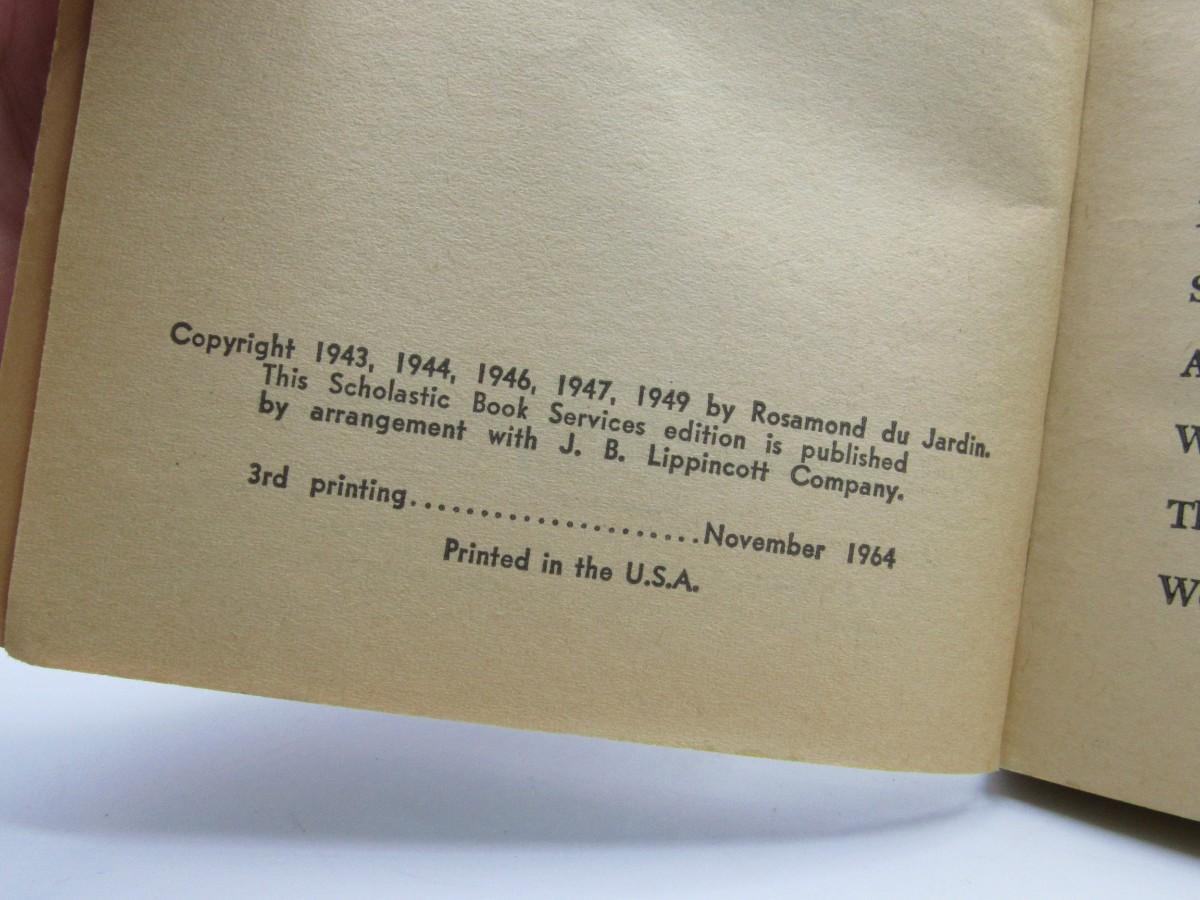 Copyright 1943, 1944, 1946, 1947, 1949 by Rosamond du Jardin.
This Scholastic Book Services edition is published
by arrangement with J. B. Lippincott Company.
3rd printing.....................November 1964
Printed in the U.S.A.